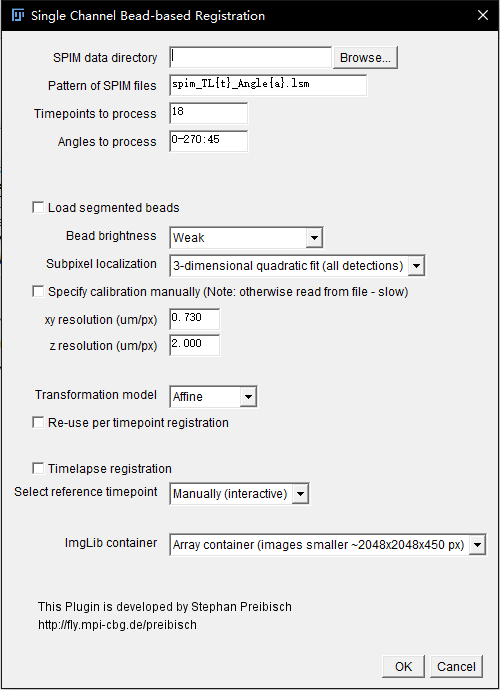 Single Channel Bead-based Registration
SPIM data directory Browse...
Pattern of SPIM files spim_TL{t}_Angle{a}.lsm
Timepoints to process 18
Angles to process 0-270:45
Load segmented beads
Bead brightness Weak
Subpixel localization 3-dimensional quadratic fit (all detections)
Specify calibration manually (Note: otherwise read from file - slow)
xy resolution (um/px) 0.730
z resolution (um/px) 2.000
Transformation model Affine
Re-use per timepoint registration
Timelapse registration
Select reference timepoint Manually (interactive)
ImgLib container Array container (images smaller ~2048x2048x450 px)
This Plugin is developed by Stephan Preibisch
http://fly.mpi-cbg.de/preibisch
OK Cancel